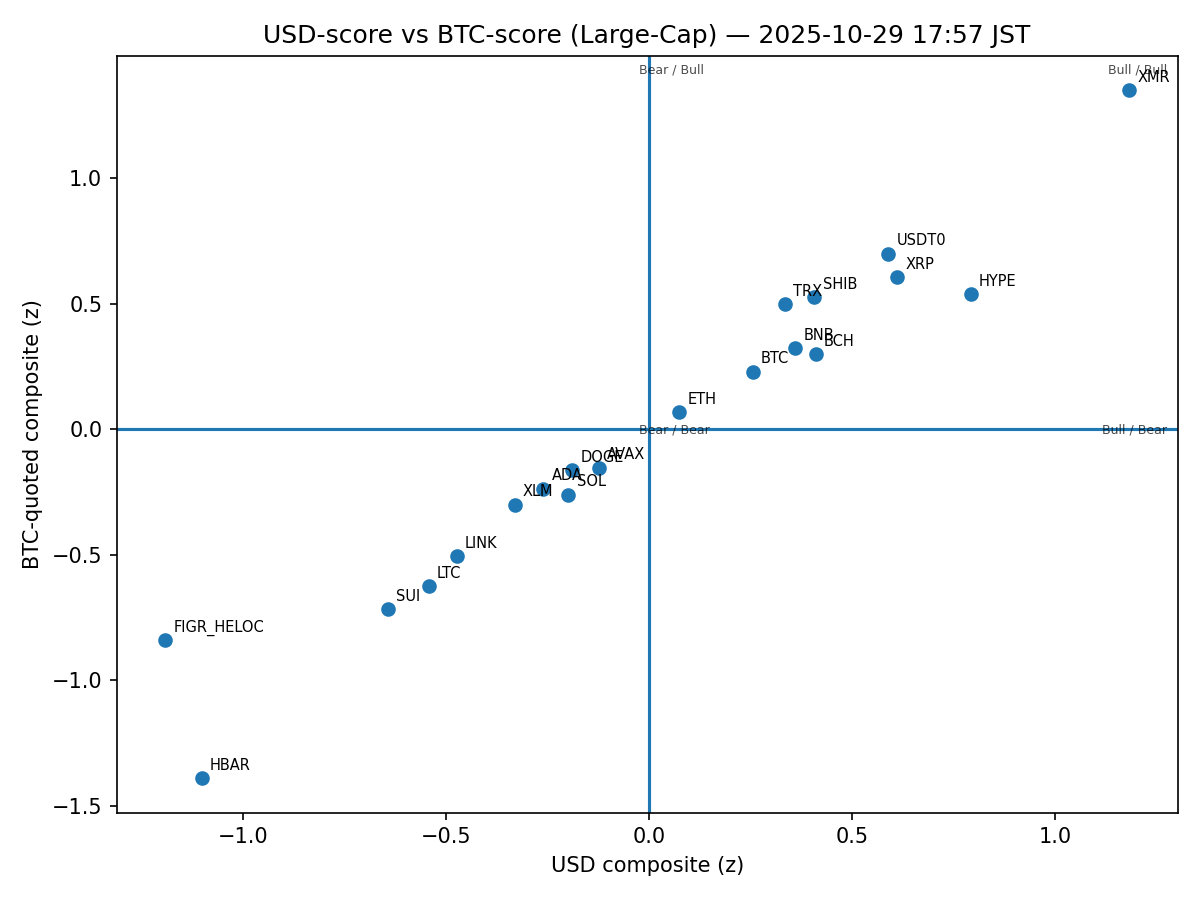 USD-score vs BTC-score (Large-Cap) — 2025-10-29 17:57 JST
Bear / Bull
Bull / Bull
XMR
1.0
USDT0
XRP
HYPE
SHIB
TRX
0.5
BNB
BCH
BTC
ETH
0.0
Bear / Bear
Bull / Bear
AVAX
DOGE
ADA
SOL
XLM
LINK
−0.5
LTC
SUI
FIGR_HELOC
−1.0
HBAR
−1.5
BTC-quoted composite (z)
−1.0
−0.5
0.0
0.5
1.0
USD composite (z)